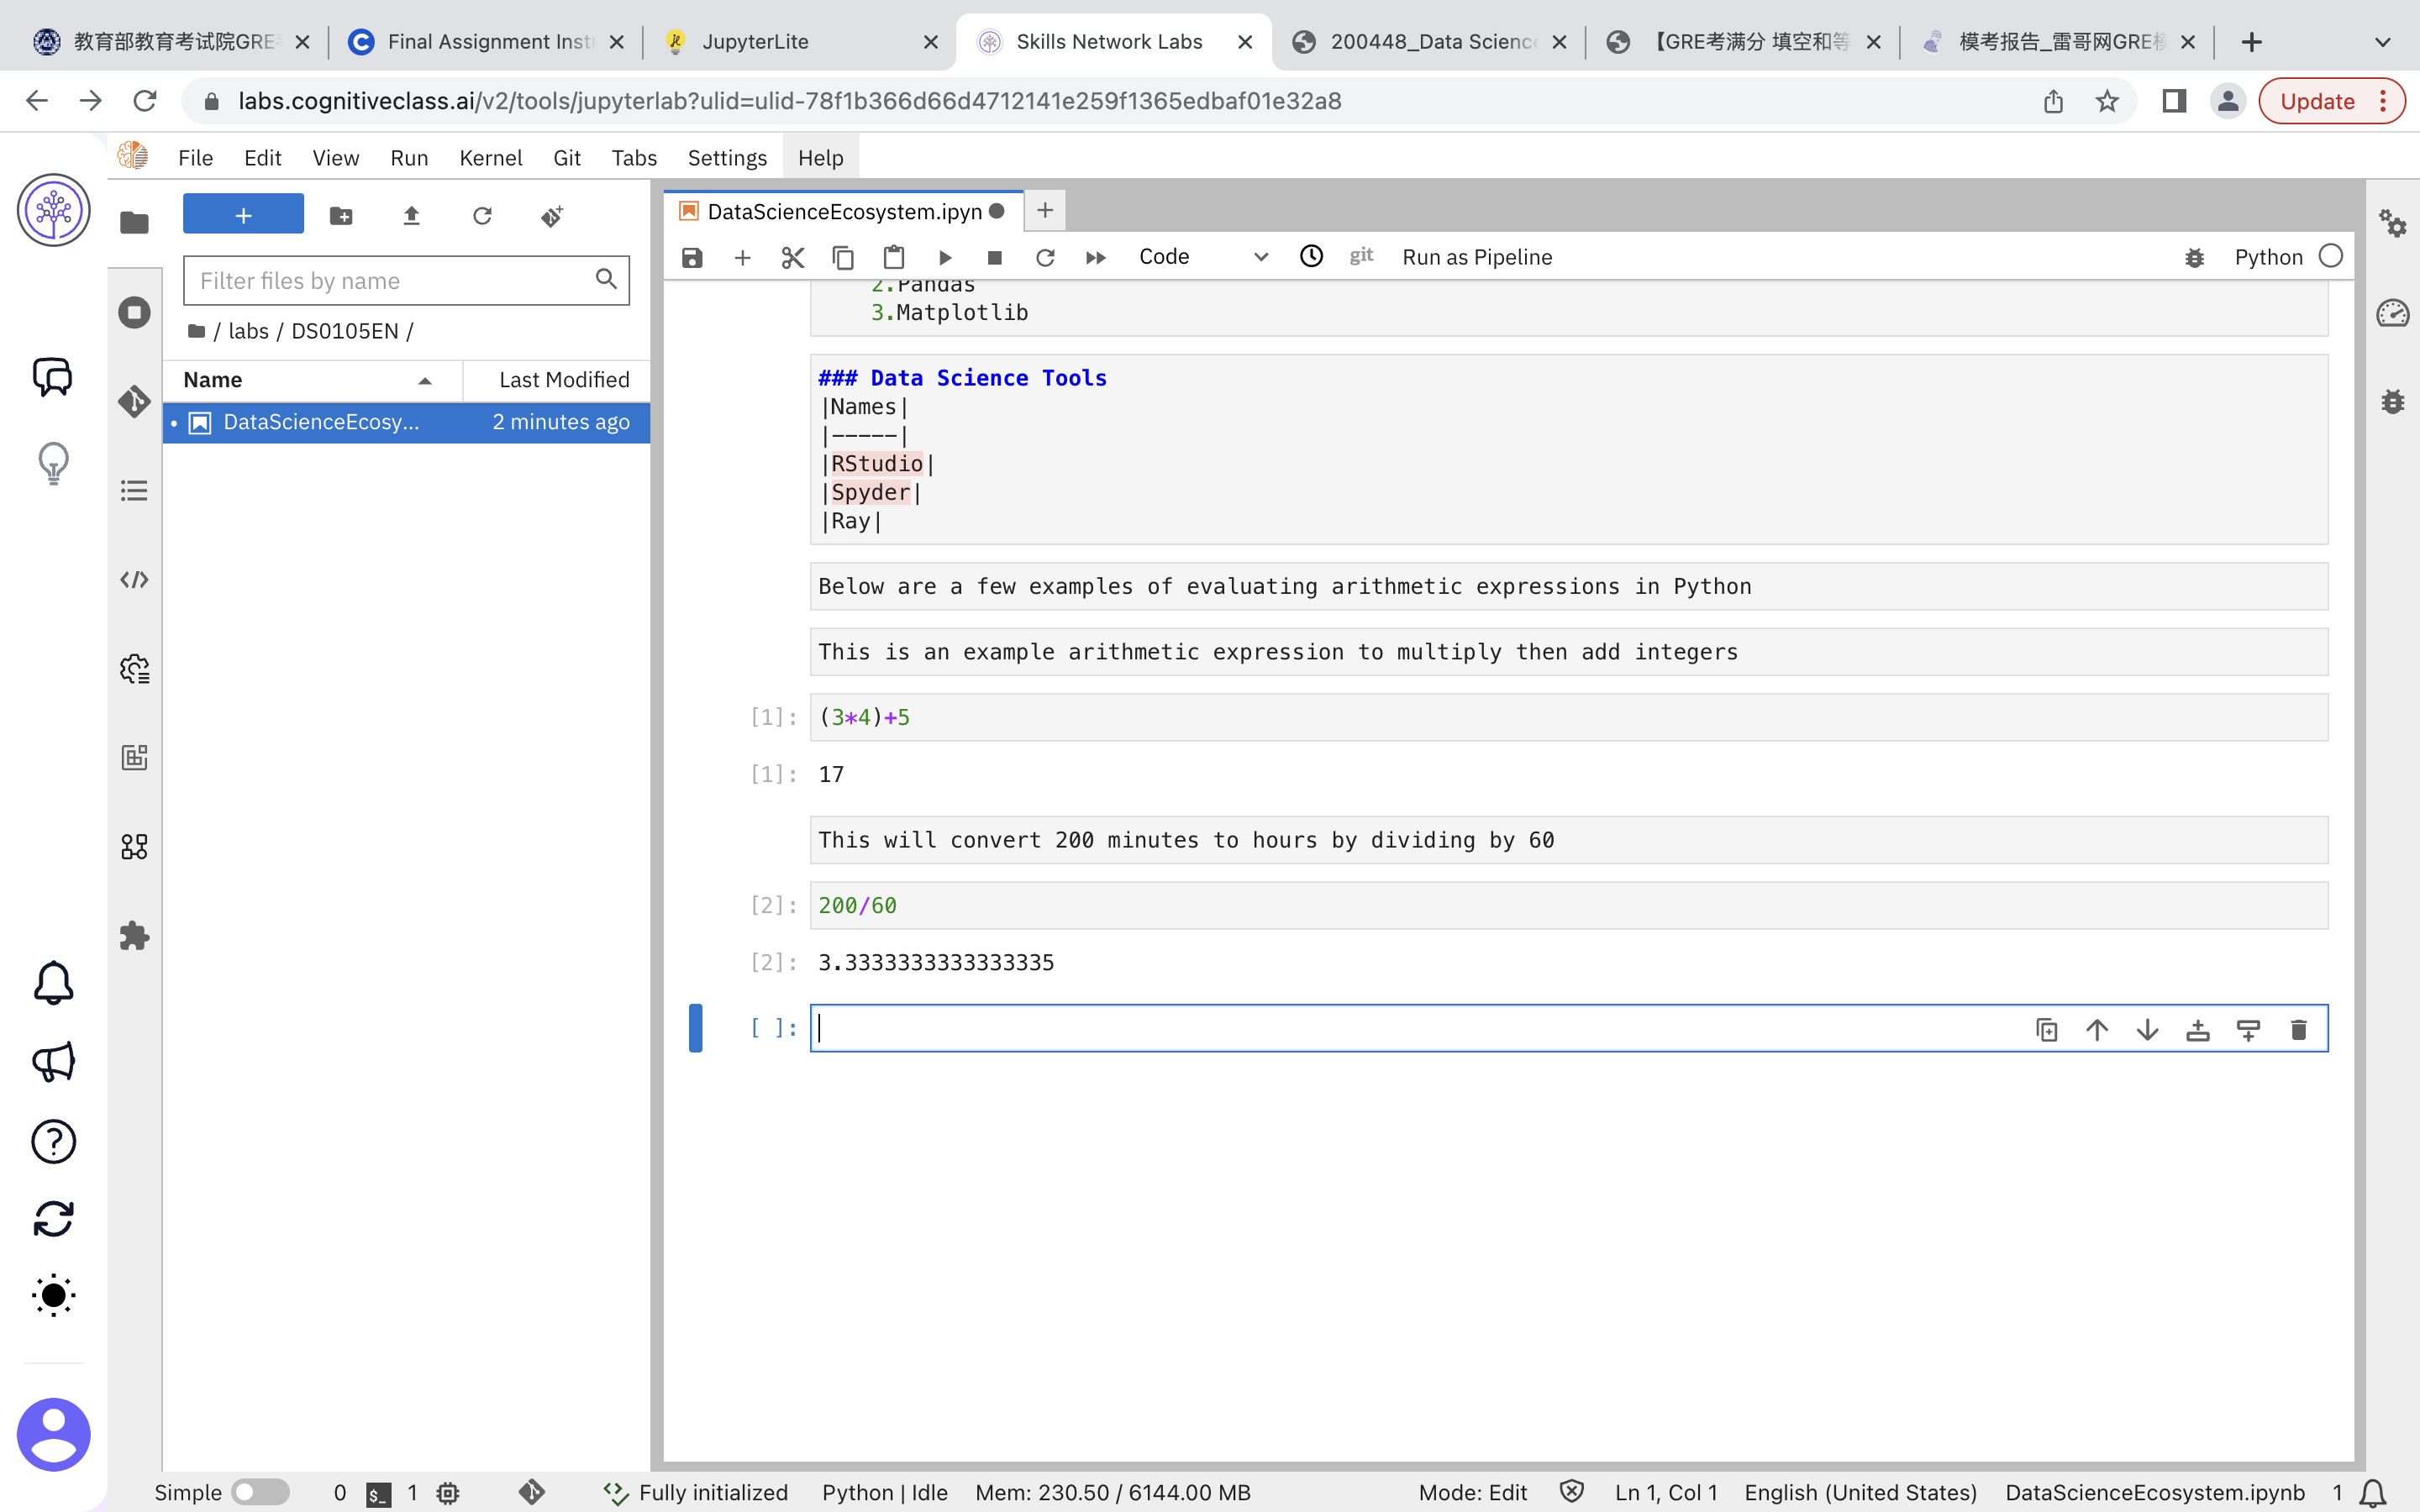 教育部教育考试院GRE
Final Assignment Inst
JupyterLite
Skills Network Labs
200448_Data Science
【GRE考满分 填空和等
模考报告_雷哥网GRE模
labs.cognitiveclass.ai/v2/tools/jupyterlab?ulid=ulid-78f1b366d66d4712141e259f1365edbaf01e32a8
Update
File Edit View Run Kernel Git Tabs Settings Help
Filter files by name
/ labs / DS0105EN /
Name Last Modified
DataScienceEcosy... 2 minutes ago
DataScienceEcosystem.ipyn
Code git Run as Pipeline Python
2.Pandas
3.Matplotlib
### Data Science Tools
|Names|
|-----|
|RStudio|
|Spyder|
|Ray|
Below are a few examples of evaluating arithmetic expressions in Python
This is an example arithmetic expression to multiply then add integers
[1]: (3*4)+5
[1]: 17
This will convert 200 minutes to hours by dividing by 60
[2]: 200/60
[2]: 3.3333333333333335
[ ]:
Simple 0 $_ 1 Fully initialized Python | Idle Mem: 230.50 / 6144.00 MB Mode: Edit Ln 1, Col 1 English (United States) DataScienceEcosystem.ipynb 1